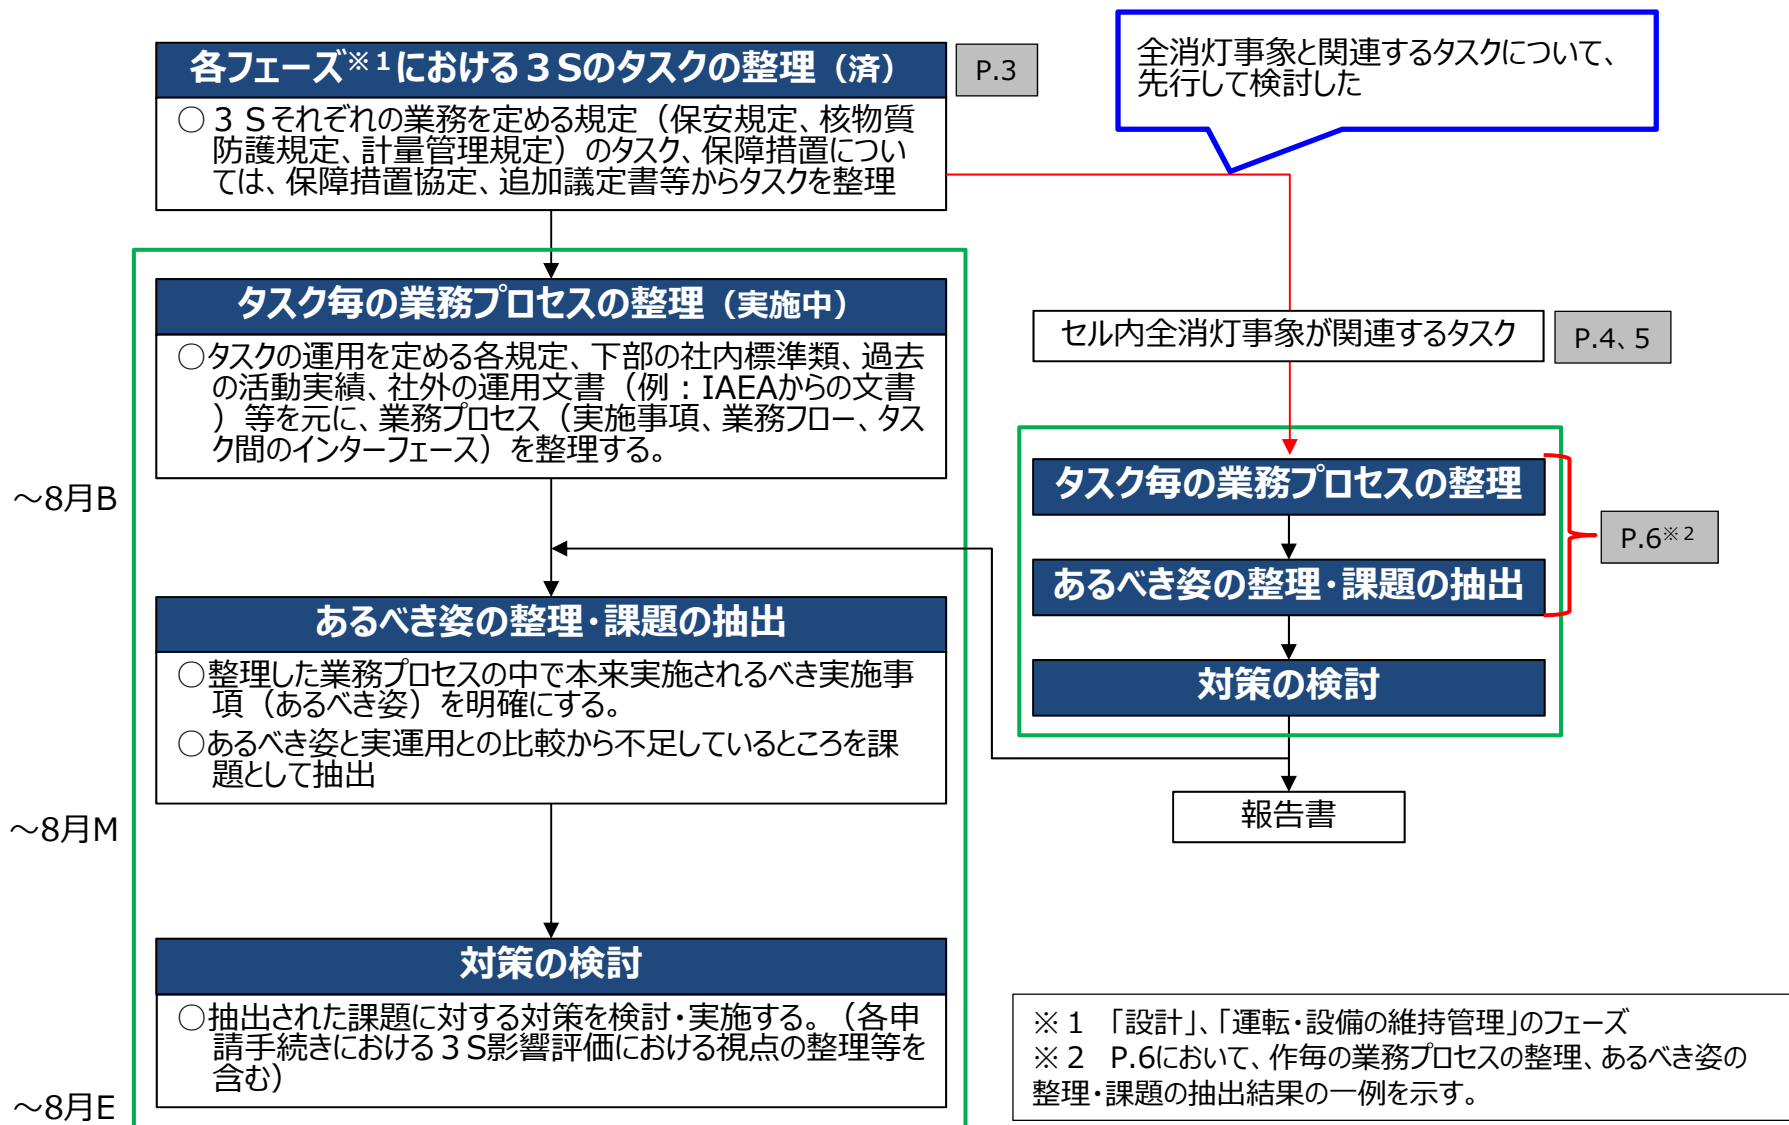 各フェーズ※1における3Sのタスクの整理（済）
P.3
○3Sそれぞれの業務を定める規定（保安規定、核物質
防護規定、計量管理規定）のタスク、保障措置につい
ては、保障措置協定、追加議定書等からタスクを整理
全消灯事象と関連するタスクについて、
先行して検討した
タスク毎の業務プロセスの整理（実施中）
○タスクの運用を定める各規定、下部の社内標準類、過去
の活動実績、社外の運用文書（例：IAEAからの文書
）等を元に、業務プロセス（実施事項、業務フロー、タス
ク間のインターフェース）を整理する。
～8月B
あるべき姿の整理・課題の抽出
○整理した業務プロセスの中で本来実施されるべき実施事
項（あるべき姿）を明確にする。
○あるべき姿と実運用との比較から不足しているところを課
題として抽出
～8月M
対策の検討
○抽出された課題に対する対策を検討・実施する。（各申
請手続きにおける3S影響評価における視点の整理等を
含む）
～8月E
セル内全消灯事象が関連するタスク
P.4、5
タスク毎の業務プロセスの整理
あるべき姿の整理・課題の抽出
P.6※2
対策の検討
報告書
※1　「設計」、「運転・設備の維持管理」のフェーズ
※2　P.6において、作毎の業務プロセスの整理、あるべき姿の
整理・課題の抽出結果の一例を示す。